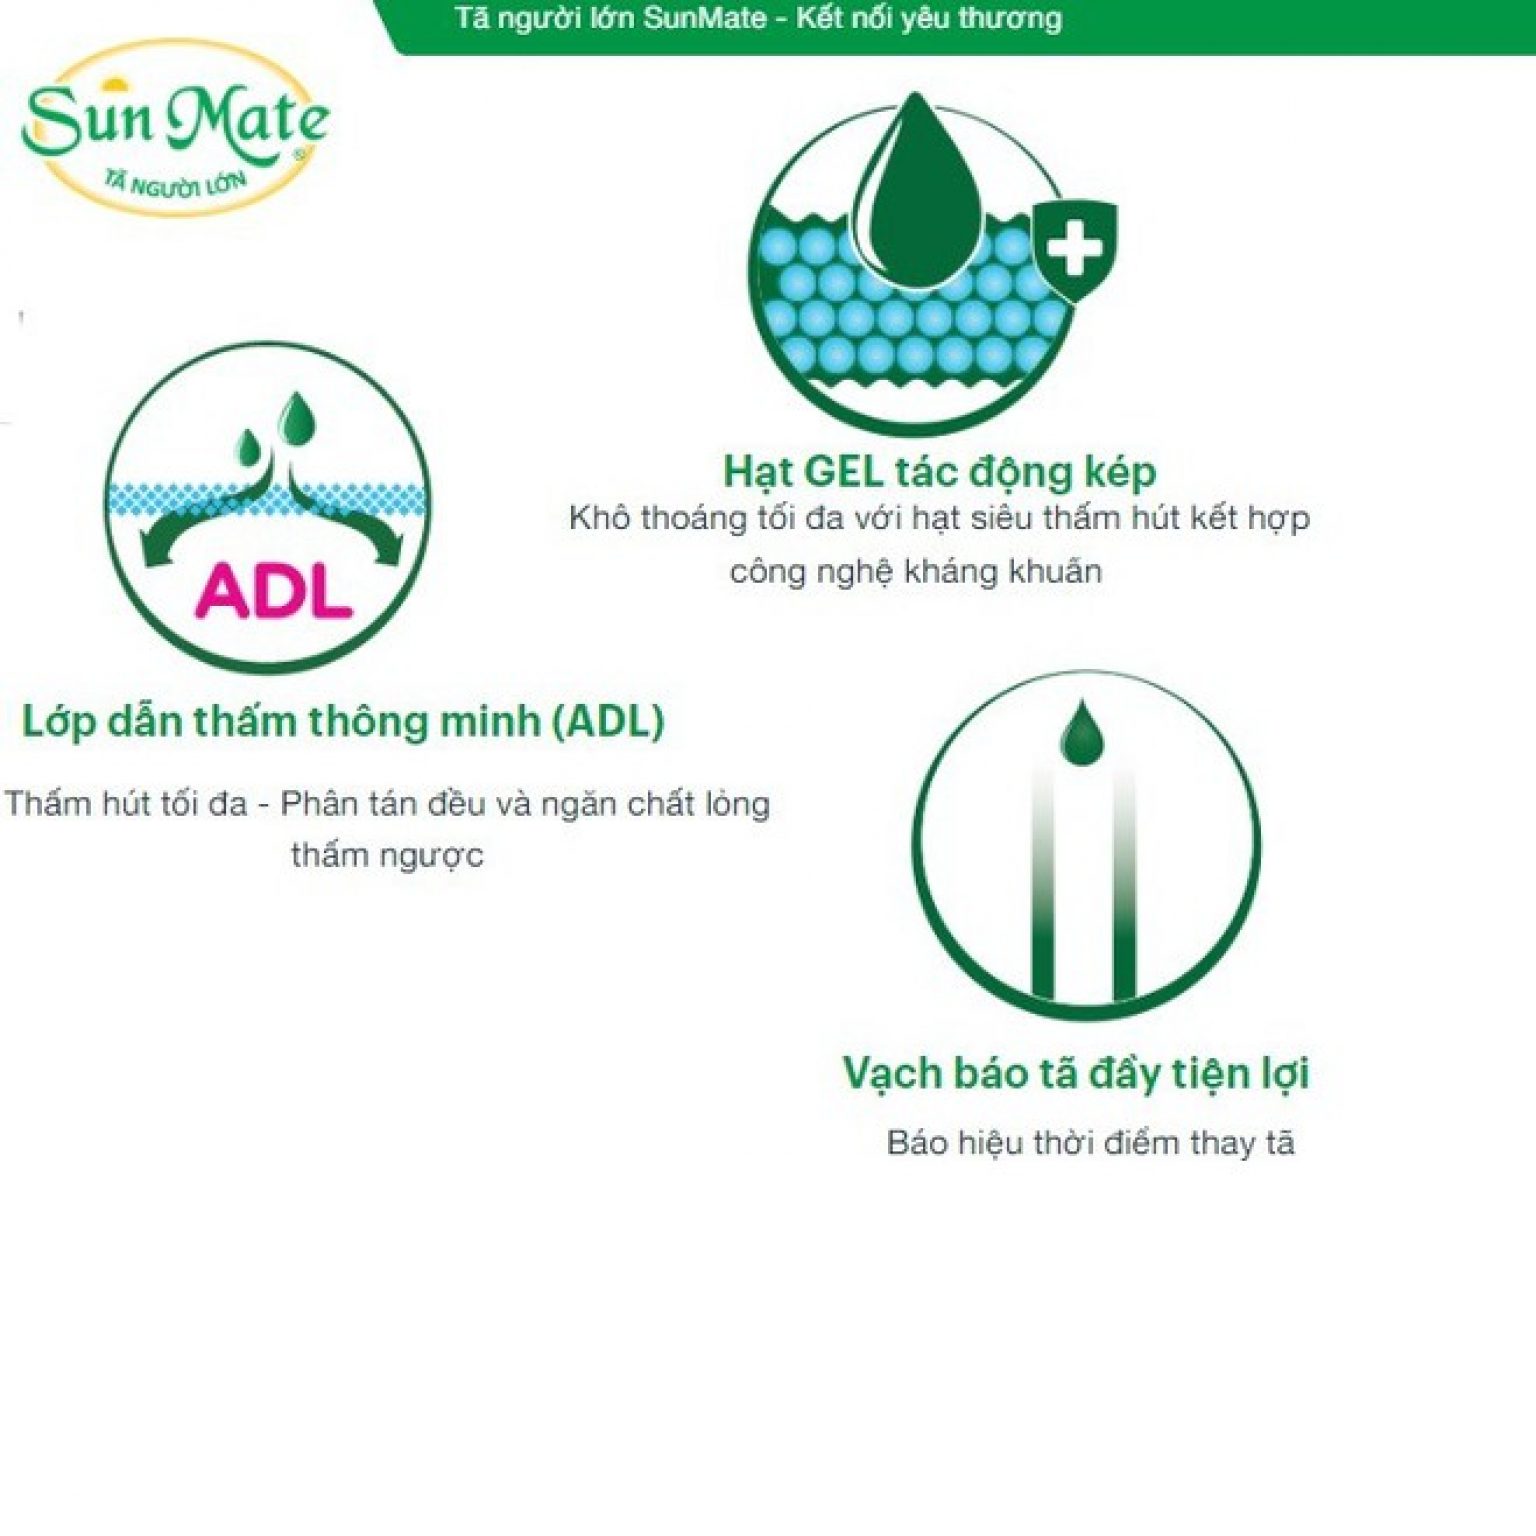 Tã người lớn SunMate - Kết nối yêu thương
Sun Mate
®
TÃ NGƯỜI LỚN
Hạt GEL tác động kép
Khô thoáng tối đa với hạt siêu thấm hút kết hợp
công nghệ kháng khuẩn
ADL
Lớp dẫn thấm thông minh (ADL)
Thấm hút tối đa - Phân tán đều và ngăn chất lỏng
thấm ngược
Vạch báo tã đầy tiện lợi
Báo hiệu thời điểm thay tã